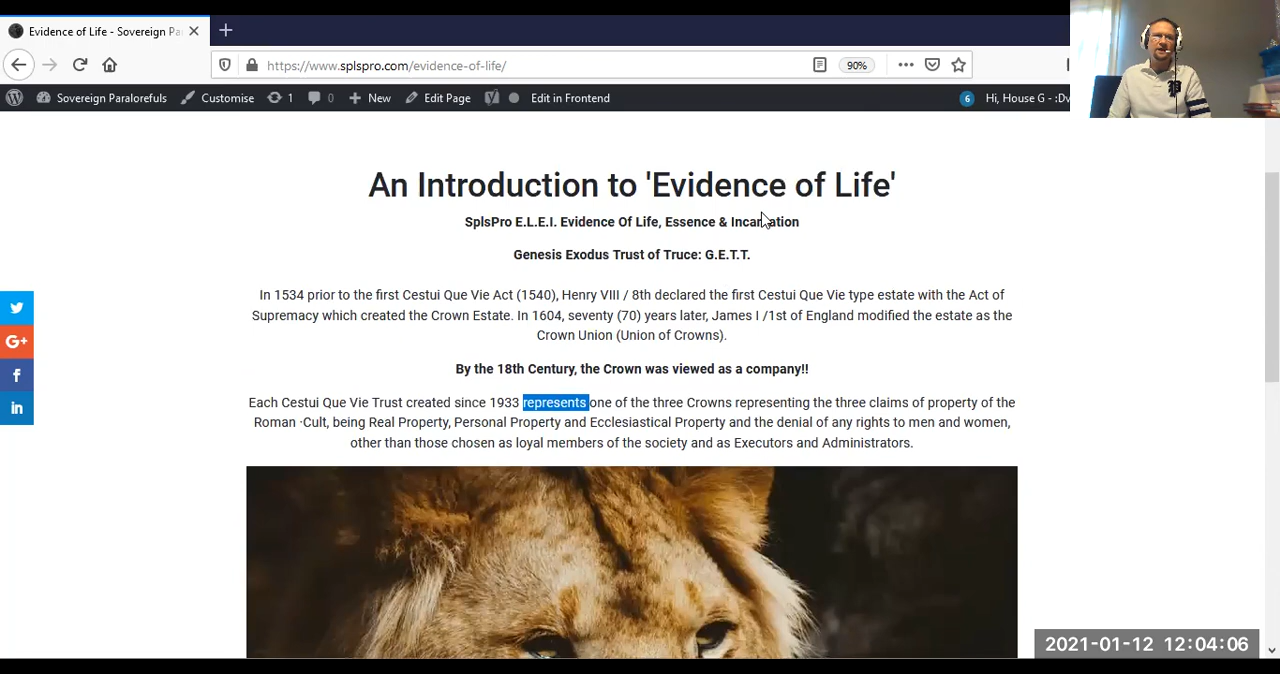 Evidence of Life - Sovereign Pa
https://www.splspro.com/evidence-of-life/
90%
Sovereign Paralorefuls
Customise
1
0
New
Edit Page
Edit in Frontend
6
Hi, House G - :Dv
An Introduction to 'Evidence of Life'
SplsPro E.L.E.I. Evidence Of Life, Essence & Incarnation
Genesis Exodus Trust of Truce: G.E.T.T.
In 1534 prior to the first Cestui Que Vie Act (1540), Henry VIII / 8th declared the first Cestui Que Vie type estate with the Act of
Supremacy which created the Crown Estate. In 1604, seventy (70) years later, James I /1st of England modified the estate as the
Crown Union (Union of Crowns).
By the 18th Century, the Crown was viewed as a company!!
Each Cestui Que Vie Trust created since 1933 represents one of the three Crowns representing the three claims of property of the
Roman ·Cult, being Real Property, Personal Property and Ecclesiastical Property and the denial of any rights to men and women,
other than those chosen as loyal members of the society and as Executors and Administrators.
G+
f
in
2021-01-12 12:04:06